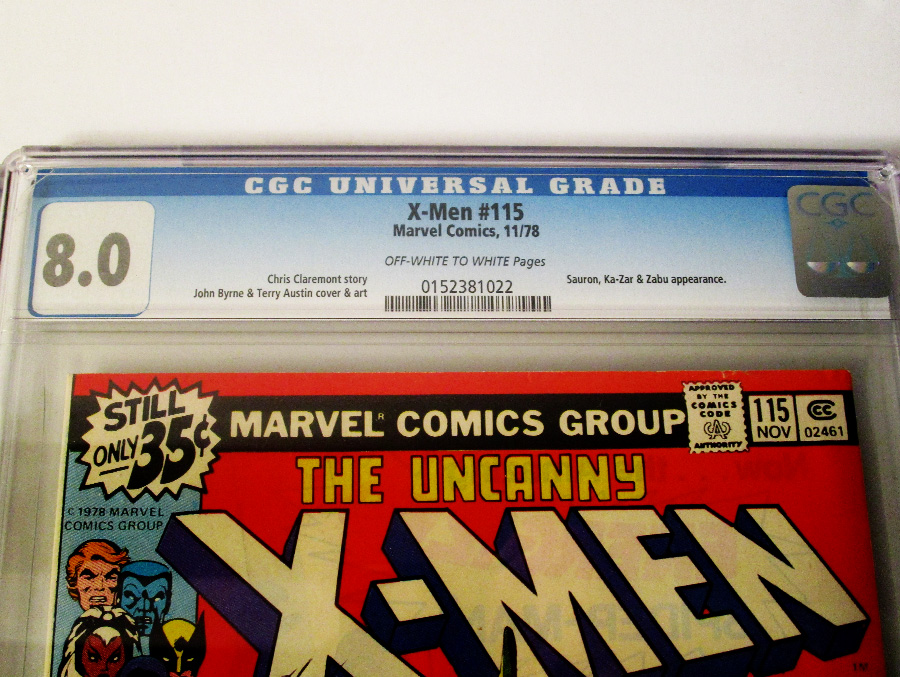 CGC UNIVERSAL GRADE
8.0
X-Men #115
Marvel Comics, 11/78
CGC
OFF-WHITE TO WHITE Pages
Chris Claremont story
John Byrne & Terry Austin cover & art
0152381022
Sauron, Ka-Zar & Zabu appearance.
STILL
ONLY 35¢
MARVEL® COMICS GROUP
APPROVED
BY THE
COMICS
CODE
CA
AUTHORITY
115
NOV
CC
02461
THE UNCANNY
© 1978 MARVEL
COMICS GROUP
X-MEN
TM